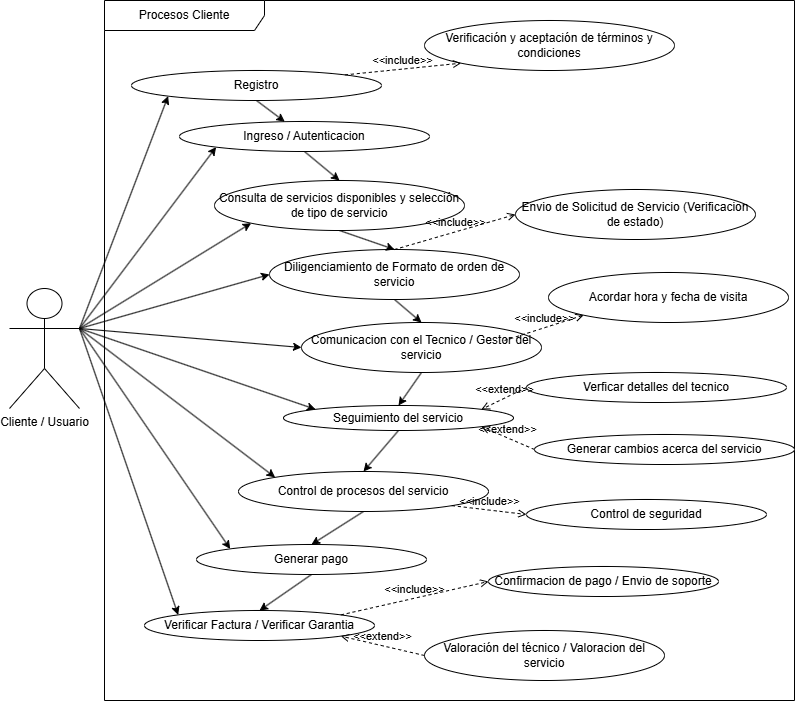 Procesos Cliente
Verificación y aceptación de términos y
condiciones
<<include>>
Registro
Ingreso / Autenticacion
Consulta de servicios disponibles y selección
de tipo de servicio
<<include>>
Envio de Solicitud de Servicio (Verificacion
de estado)
Diligenciamiento de Formato de orden de
servicio
Acordar hora y fecha de visita
<<include>>
Comunicacion con el Tecnico / Gestor del
servicio
<<extend>>
Verficar detalles del tecnico
Seguimiento del servicio
<<extend>>
Generar cambios acerca del servicio
Cliente / Usuario
Control de procesos del servicio
<<include>>
Control de seguridad
Generar pago
<<include>>
Confirmacion de pago / Envio de soporte
Verificar Factura / Verificar Garantia
<<extend>>
Valoración del técnico / Valoracion del
servicio